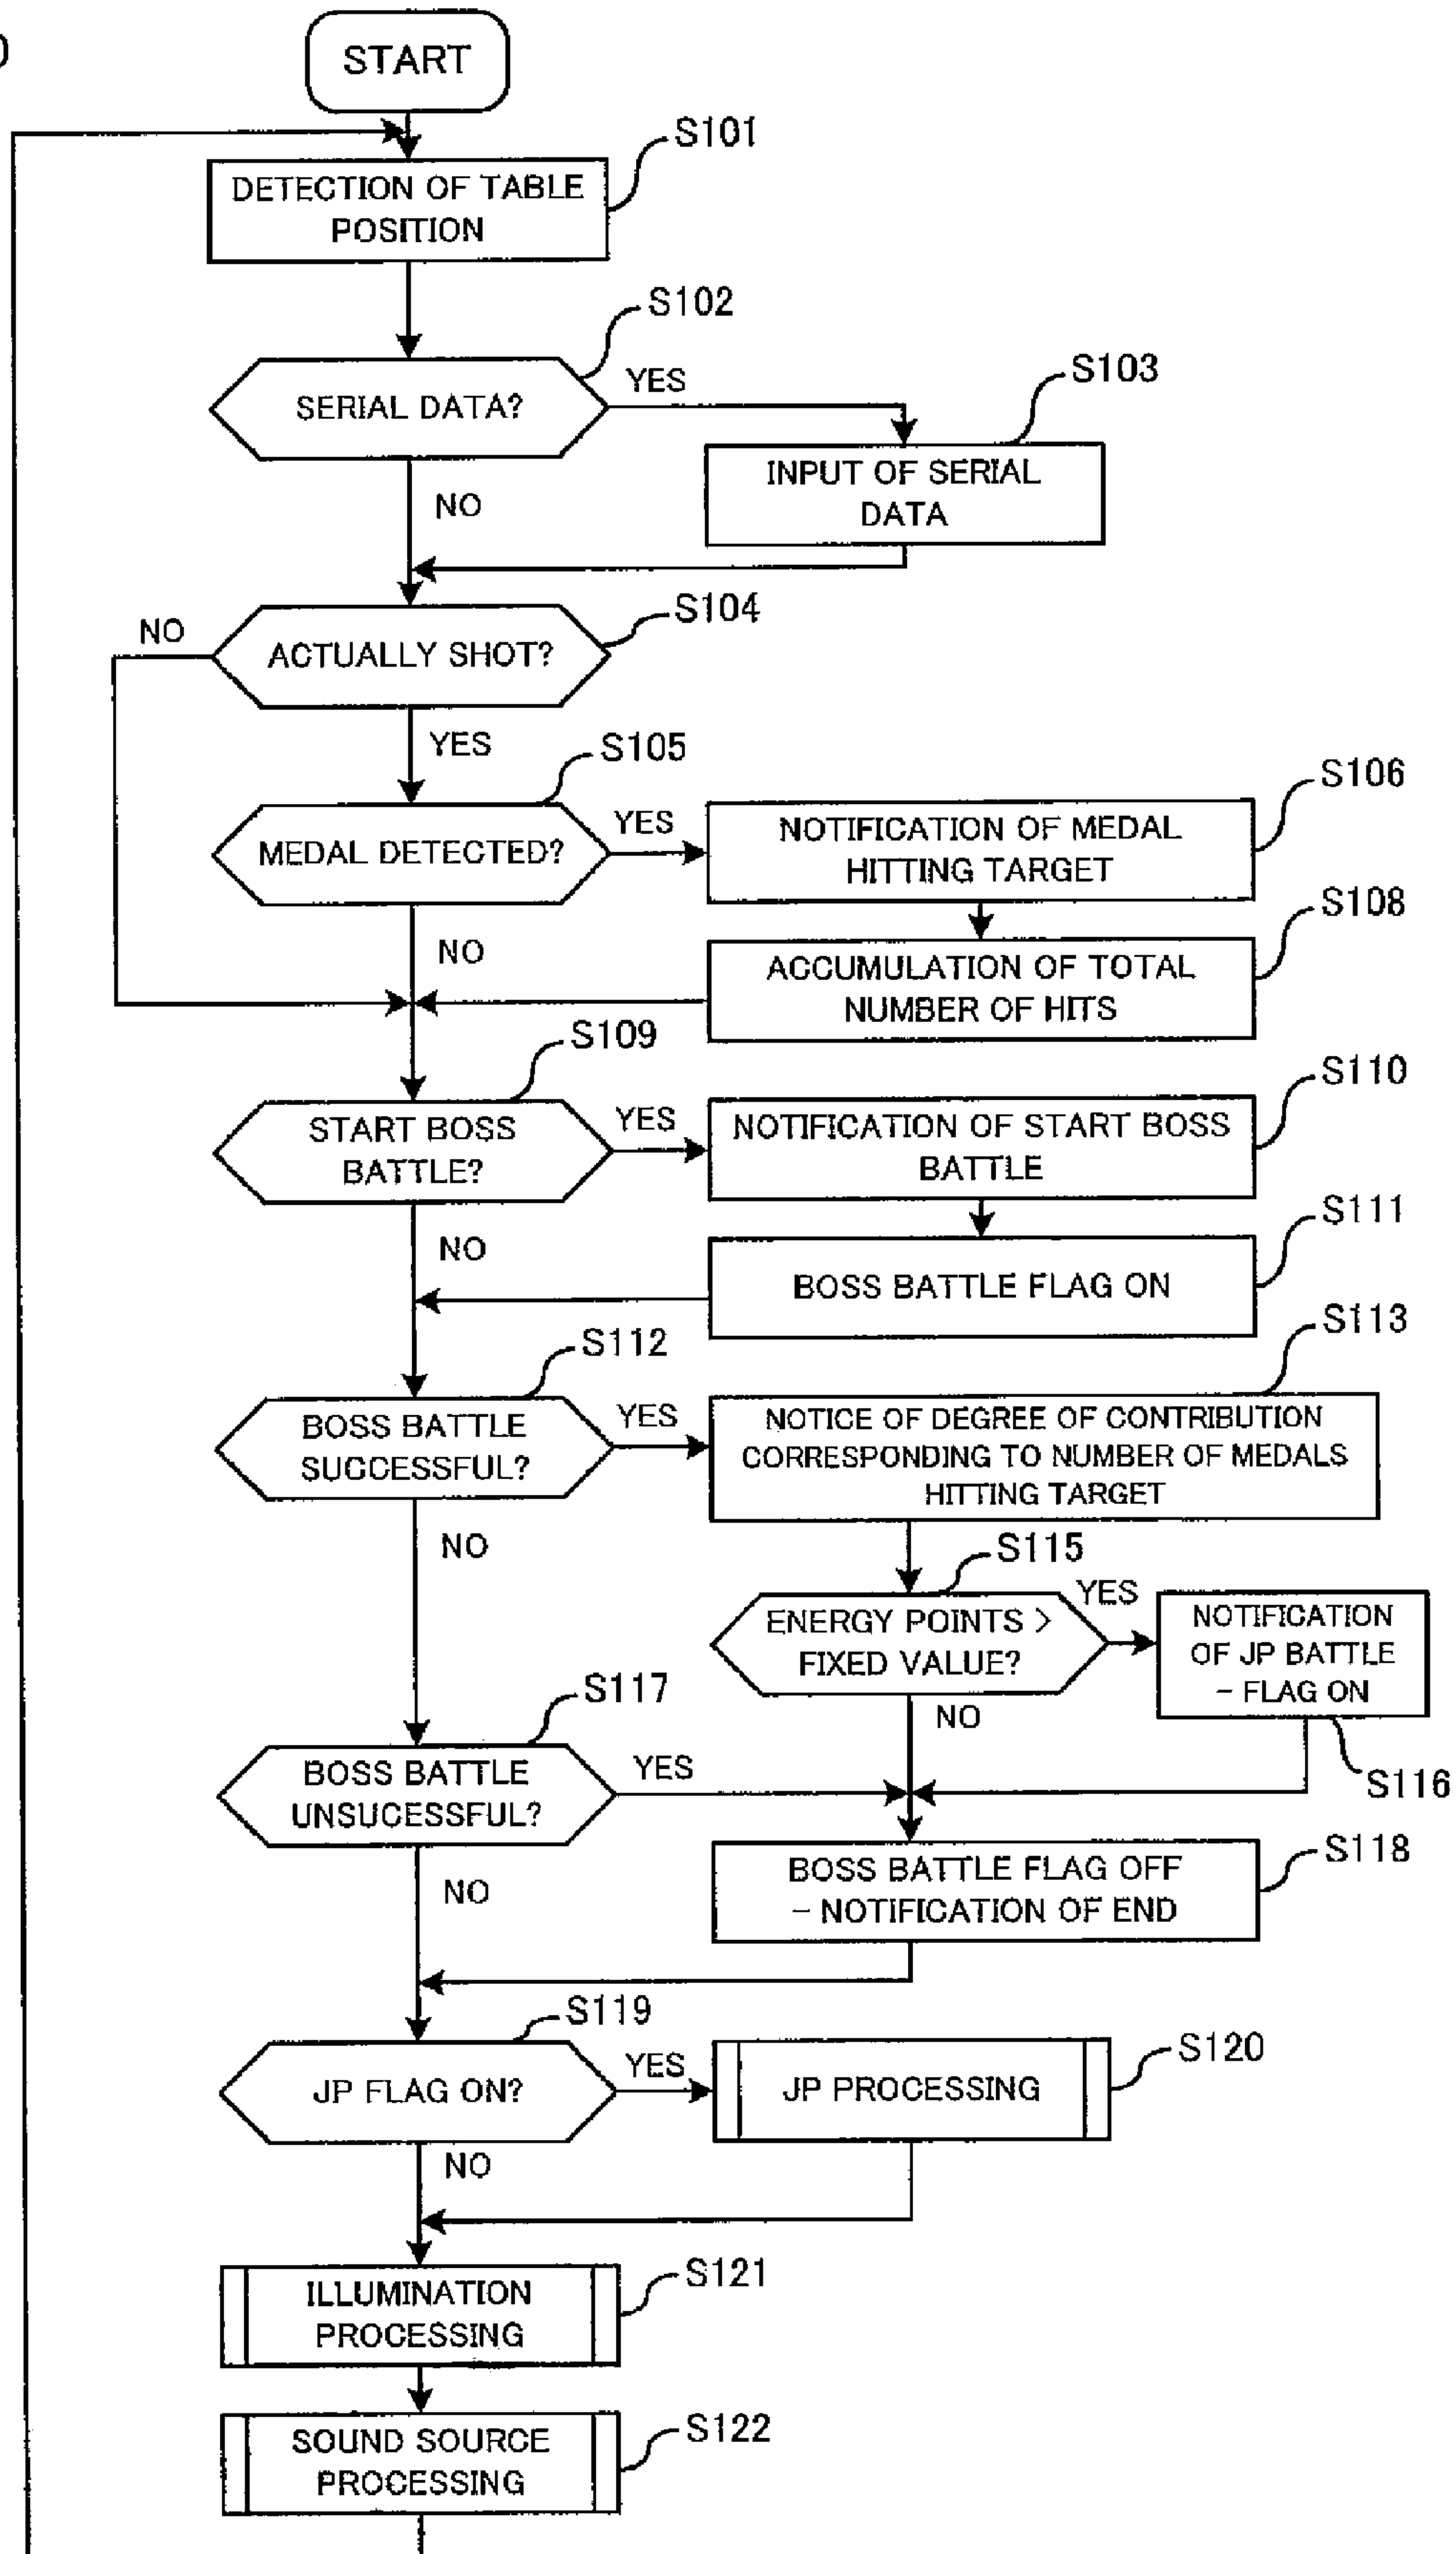 START
S101
DETECTION OF TABLE
POSITION
S102
SERIAL DATA?
YES
S103
INPUT OF SERIAL
DATA
NO
S104
NO
ACTUALLY SHOT?
YES
S105
MEDAL DETECTED?
YES
S106
NOTIFICATION OF MEDAL
HITTING TARGET
NO
S108
ACCUMULATION OF TOTAL
NUMBER OF HITS
S109
START BOSS
BATTLE?
YES
S110
NOTIFICATION OF START BOSS
BATTLE
NO
S111
BOSS BATTLE FLAG ON
S112
BOSS BATTLE
SUCCESSFUL?
YES
S113
NOTICE OF DEGREE OF CONTRIBUTION
CORRESPONDING TO NUMBER OF MEDALS
HITTING TARGET
NO
S115
ENERGY POINTS >
FIXED VALUE?
YES
NOTIFICATION
OF JP BATTLE
- FLAG ON
S116
NO
S117
BOSS BATTLE
UNSUCESSFUL?
YES
S118
BOSS BATTLE FLAG OFF
- NOTIFICATION OF END
NO
S119
JP FLAG ON?
YES
S120
JP PROCESSING
NO
S121
ILLUMINATION
PROCESSING
S122
SOUND SOURCE
PROCESSING